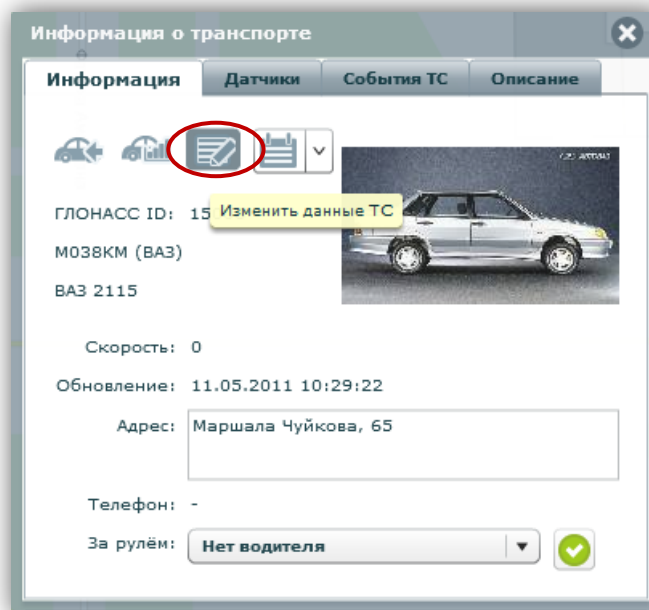 Информация о транспорте
Информация Датчики События ТС Описание
ГЛОНАСС ID: 15
Изменить данные ТС
М038КМ (ВАЗ)
ВАЗ 2115
Скорость: 0
Обновление: 11.05.2011 10:29:22
Адрес: Маршала Чуйкова, 65
Телефон: -
За рулём: Нет водителя